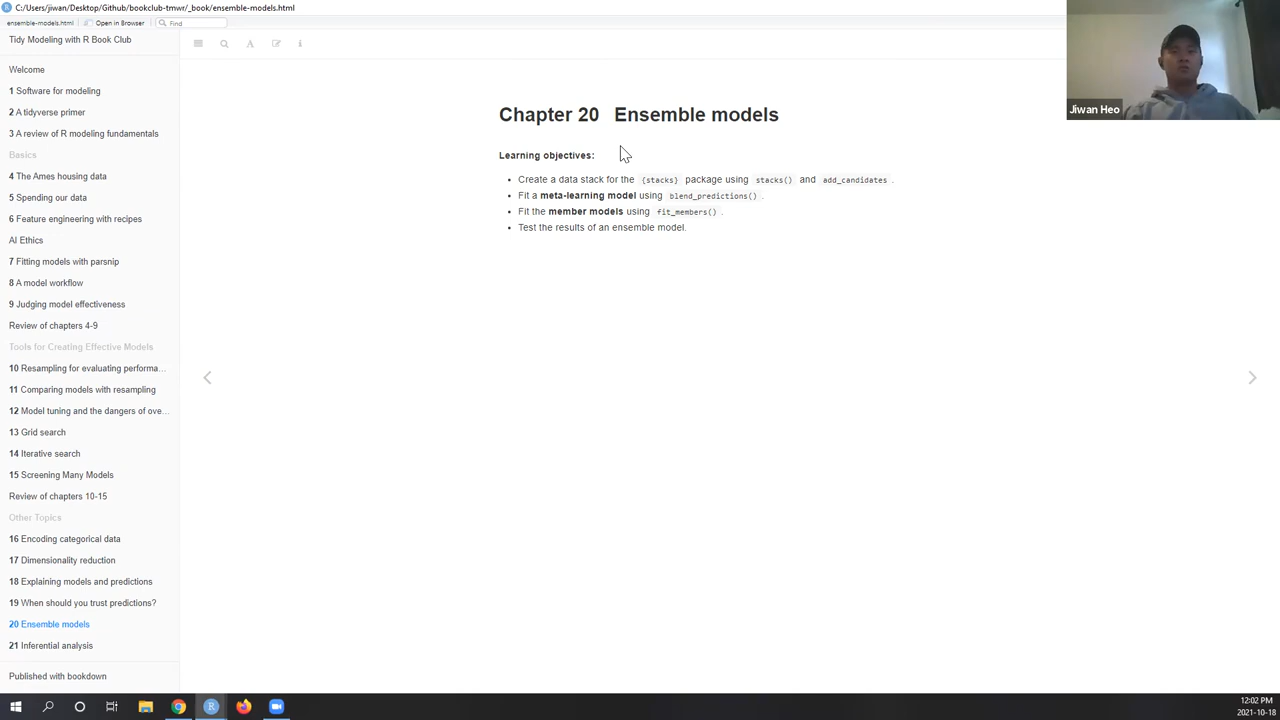 C:/Users/jiwan/Desktop/Github/bookclub-tmwr/_book/ensemble-models.html
ensemble-models.html
Open in Browser
Find
Tidy Modeling with R Book Club
Welcome
1 Software for modeling
2 A tidyverse primer
3 A review of R modeling fundamentals
Basics
4 The Ames housing data
5 Spending our data
6 Feature engineering with recipes
AI Ethics
7 Fitting models with parsnip
8 A model workflow
9 Judging model effectiveness
Review of chapters 4-9
Tools for Creating Effective Models
10 Resampling for evaluating performa...
11 Comparing models with resampling
12 Model tuning and the dangers of ove...
13 Grid search
14 Iterative search
15 Screening Many Models
Review of chapters 10-15
Other Topics
16 Encoding categorical data
17 Dimensionality reduction
18 Explaining models and predictions
19 When should you trust predictions?
20 Ensemble models
21 Inferential analysis
Published with bookdown
Chapter 20 Ensemble models
Learning objectives:
• Create a data stack for the {stacks} package using stacks() and add_candidates .
• Fit a meta-learning model using blend_predictions() .
• Fit the member models using fit_members() .
• Test the results of an ensemble model.
Jiwan Heo
12:02 PM
2021-10-18